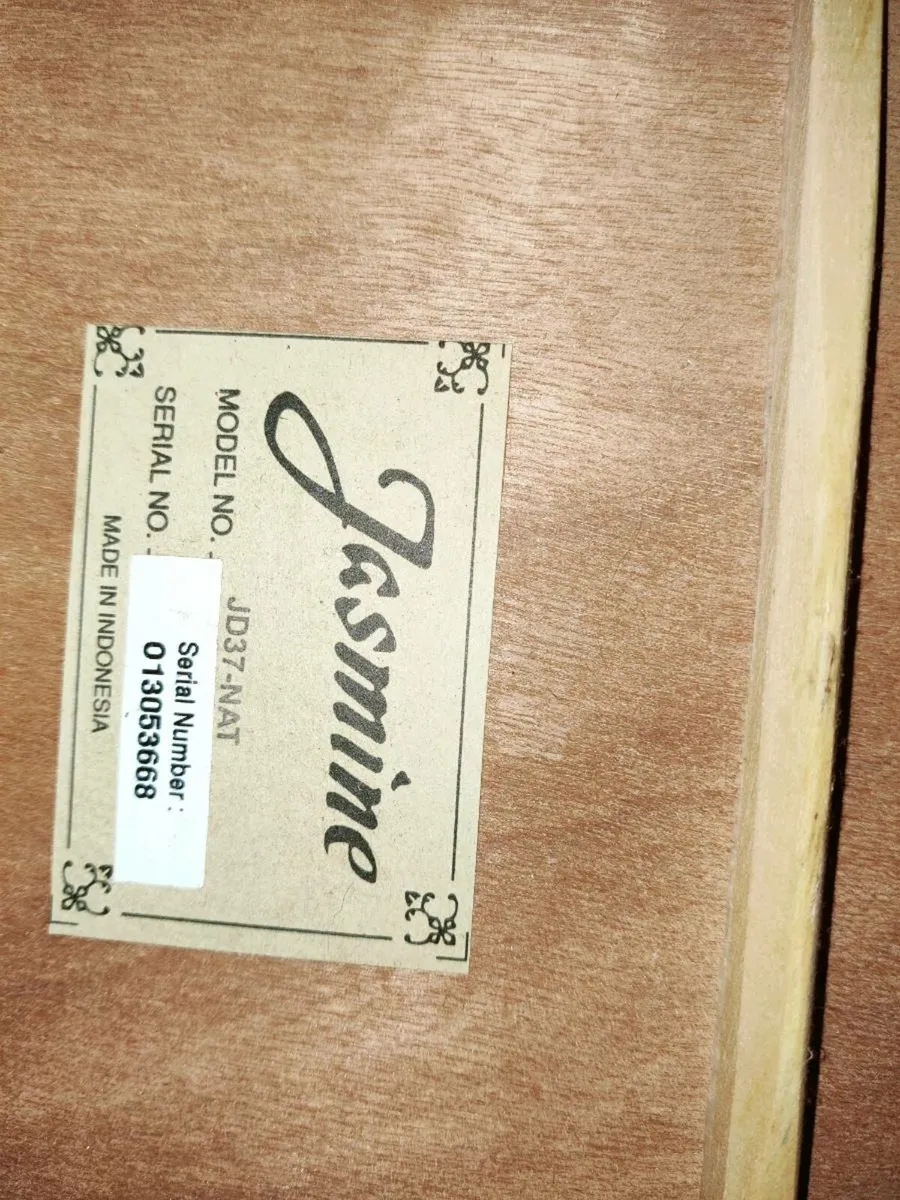 Jasmine
MODEL NO. JD37-NAT
SERIAL NO.
Serial Number :
013053668
MADE IN INDONESIA